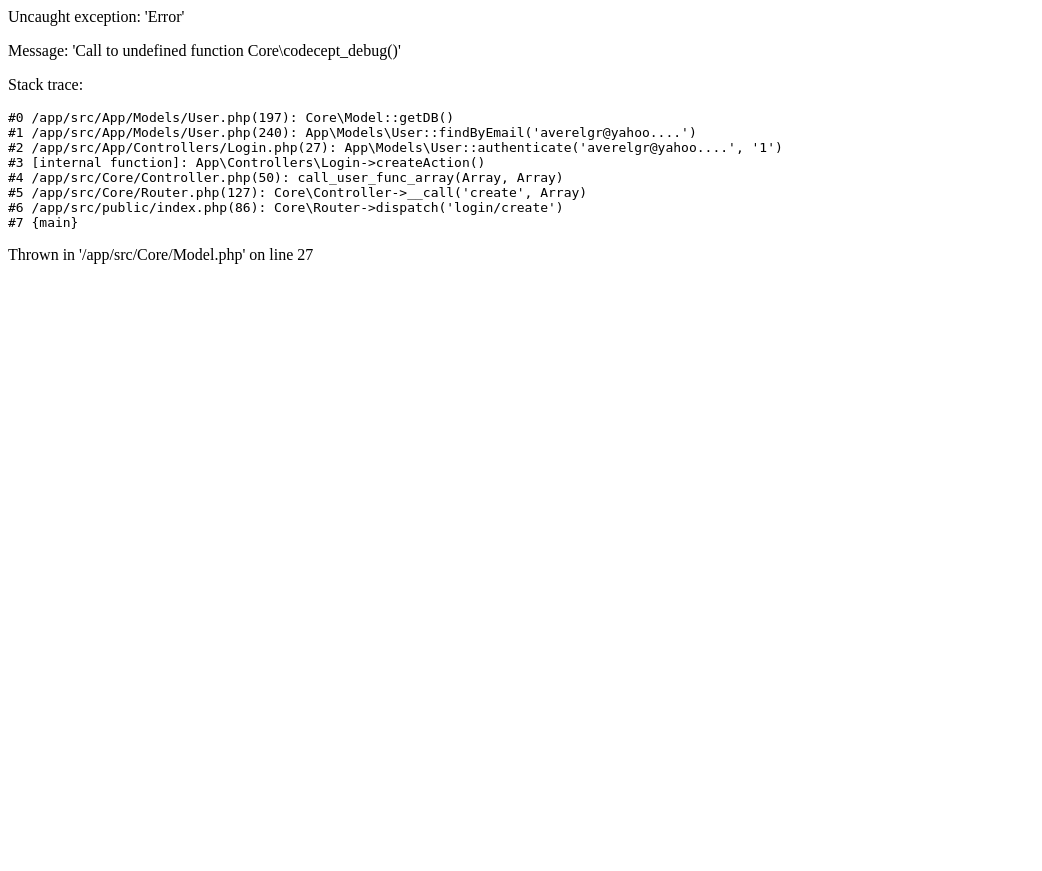 Uncaught exception: 'Error'
Message: 'Call to undefined function Core\codecept_debug()'
Stack trace:
#0 /app/src/App/Models/User.php(197): Core\Model::getDB()
#1 /app/src/App/Models/User.php(240): App\Models\User::findByEmail('averelgr@yahoo....')
#2 /app/src/App/Controllers/Login.php(27): App\Models\User::authenticate('averelgr@yahoo....', '1')
#3 [internal function]: App\Controllers\Login->createAction()
#4 /app/src/Core/Controller.php(50): call_user_func_array(Array, Array)
#5 /app/src/Core/Router.php(127): Core\Controller->__call('create', Array)
#6 /app/src/public/index.php(86): Core\Router->dispatch('login/create')
#7 {main}
Thrown in '/app/src/Core/Model.php' on line 27